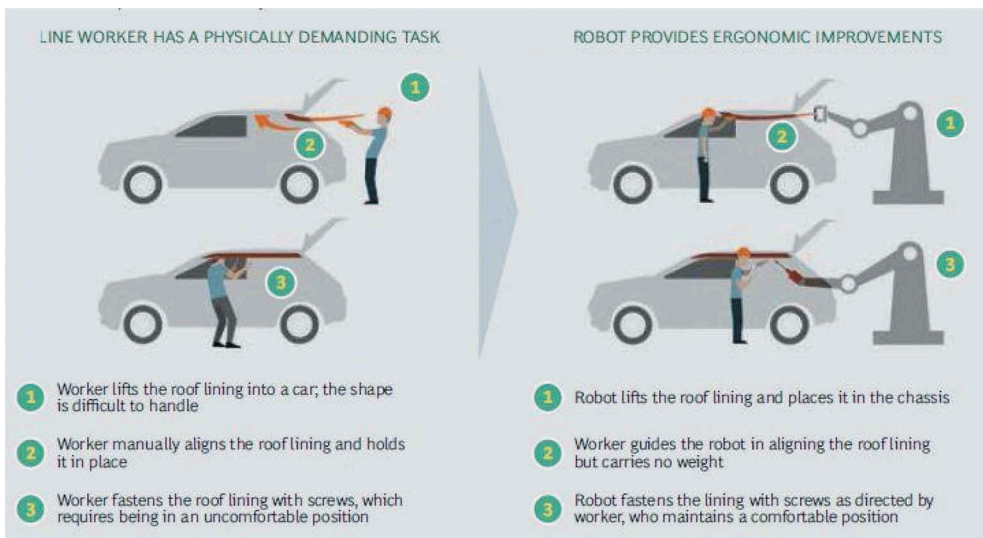 LINE WORKER HAS A PHYSICALLY DEMANDING TASK
1
2
3
1 Worker lifts the roof lining into a car; the shape
is difficult to handle
2 Worker manually aligns the roof lining and holds
it in place
3 Worker fastens the roof lining with screws, which
requires being in an uncomfortable position
ROBOT PROVIDES ERGONOMIC IMPROVEMENTS
1
2
3
1 Robot lifts the roof lining and places it in the chassis
2 Worker guides the robot in aligning the roof lining
but carries no weight
3 Robot fastens the lining with screws as directed by
worker, who maintains a comfortable position